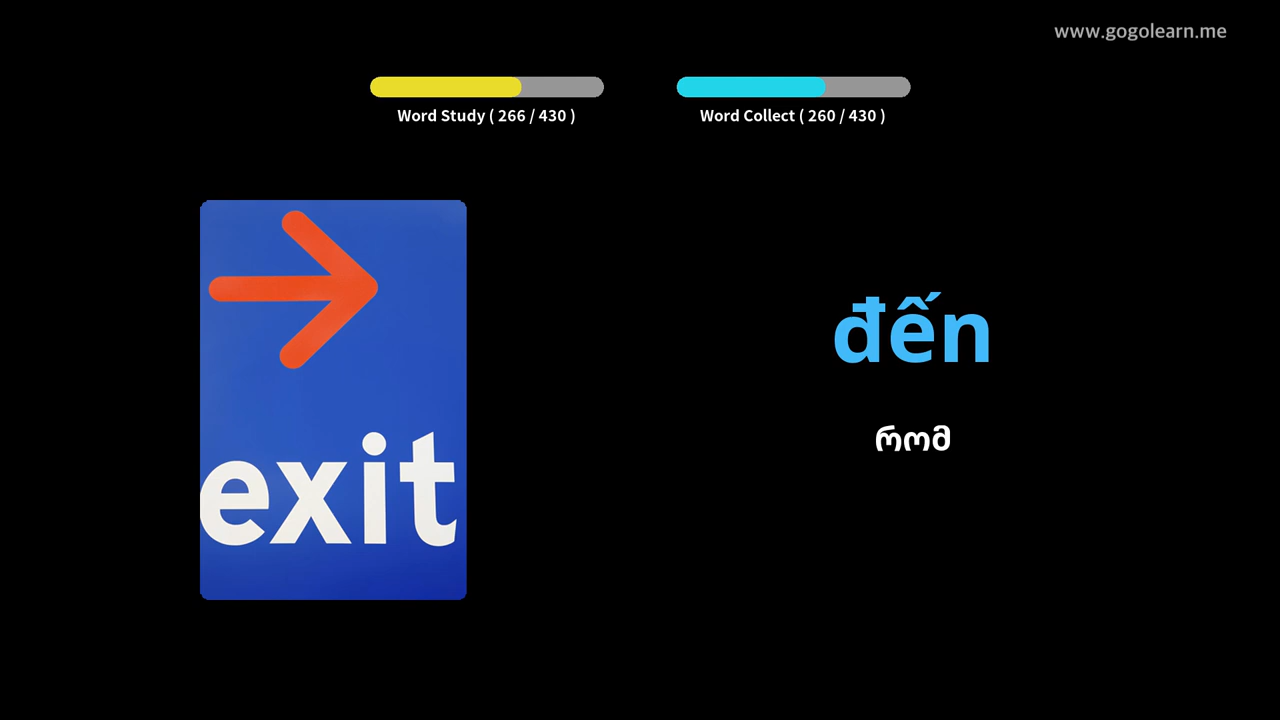 www.gogolearn.me
Word Study ( 266 / 430 )
Word Collect ( 260 / 430 )
exit
đến
რომ